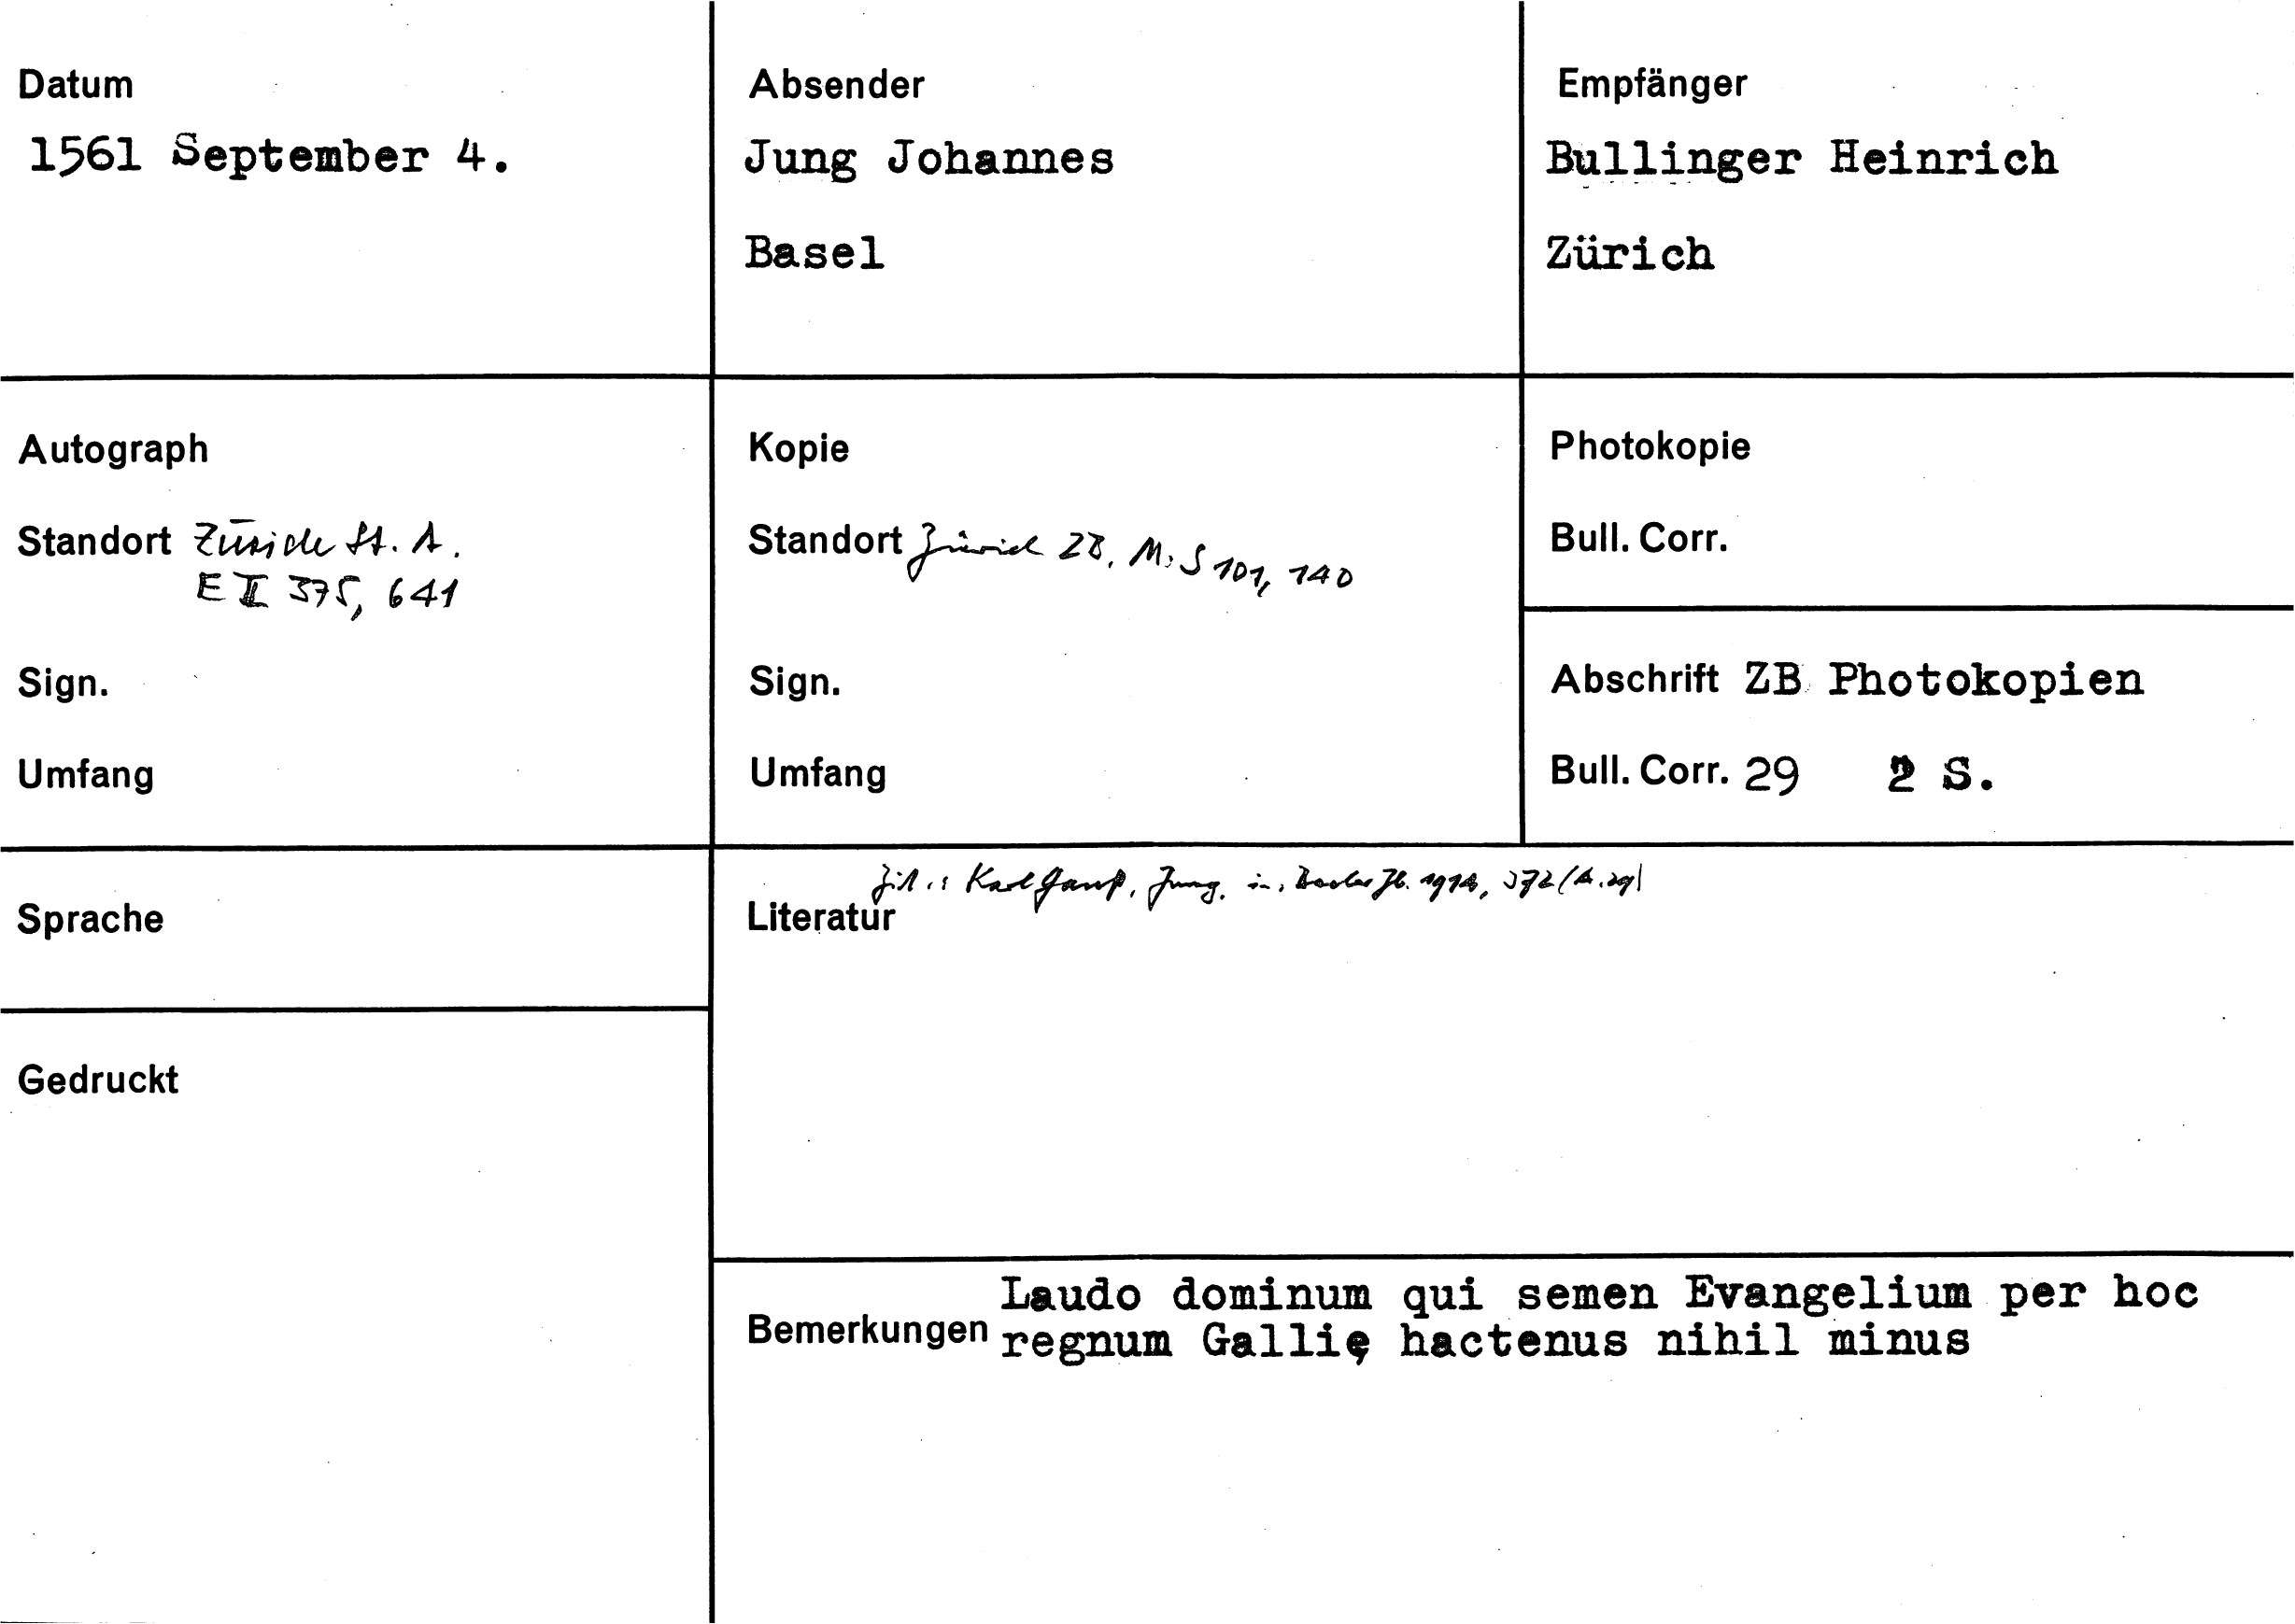 Datum
1561 September 4.
Absender
Jung Johannes
Basel
Empfänger
Bullinger Heinrich
Zürich
Autograph
Standort Zürich St. A.
E II 375, 641
Sign.
Umfang
Kopie
Standort Zürich ZB, Ms S 101, 140
Sign.
Umfang
Photokopie
Bull. Corr.
Abschrift ZB Photokopien
Bull. Corr. 29 2 S.
Sprache
Gedruckt
Zit.: Karl Gauß, Jung, in: Basler Jb. 1914, 372 (A. 29)
Literatur
Laudo dominum qui semen Evangelium per hoc
Bemerkungen regnum Gallię hactenus nihil minus